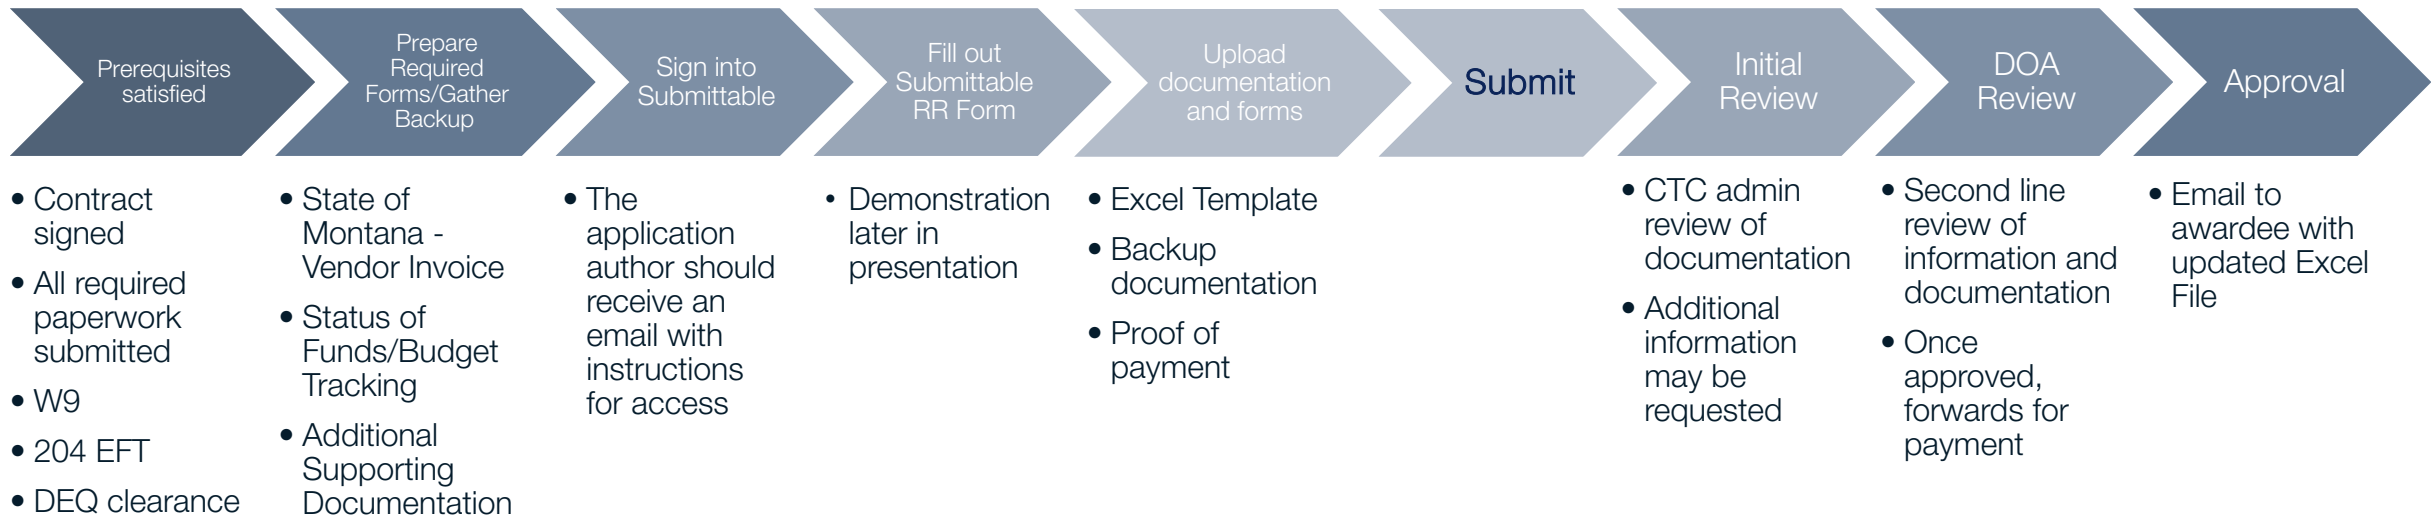 Prerequisites
satisfied
Prepare
Required
Forms/Gather
Backup
Sign into
Submittable
Fill out
Submittable
RR Form
Upload
documentation
and forms
Submit
Initial
Review
DOA
Review
Approval
• Contract
signed
• All required
paperwork
submitted
• W9
• 204 EFT
• DEQ clearance
• State of
Montana -
Vendor Invoice
• Status of
Funds/Budget
Tracking
• Additional
Supporting
Documentation
• The
application
author should
receive an
email with
instructions
for access
• Demonstration
later in
presentation
• Excel Template
• Backup
documentation
• Proof of
payment
• CTC admin
review of
documentation
• Additional
information
may be
requested
• Second line
review of
information and
documentation
• Once
approved,
forwards for
payment
• Email to
awardee with
updated Excel
File